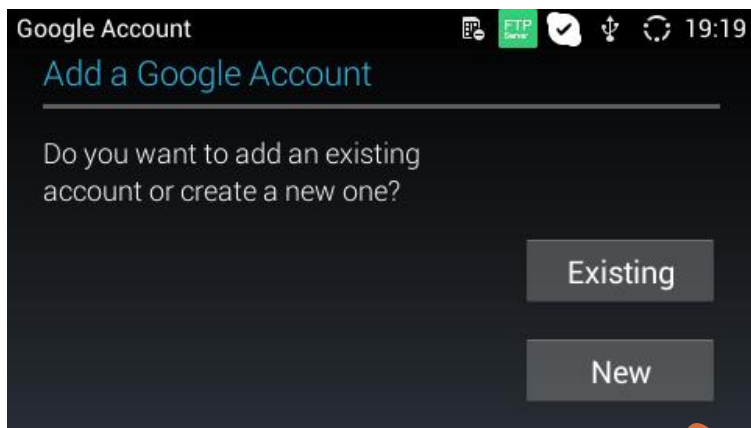 Google Account
FTP
Server
19:19
Add a Google Account
Do you want to add an existing
account or create a new one?
Existing
New